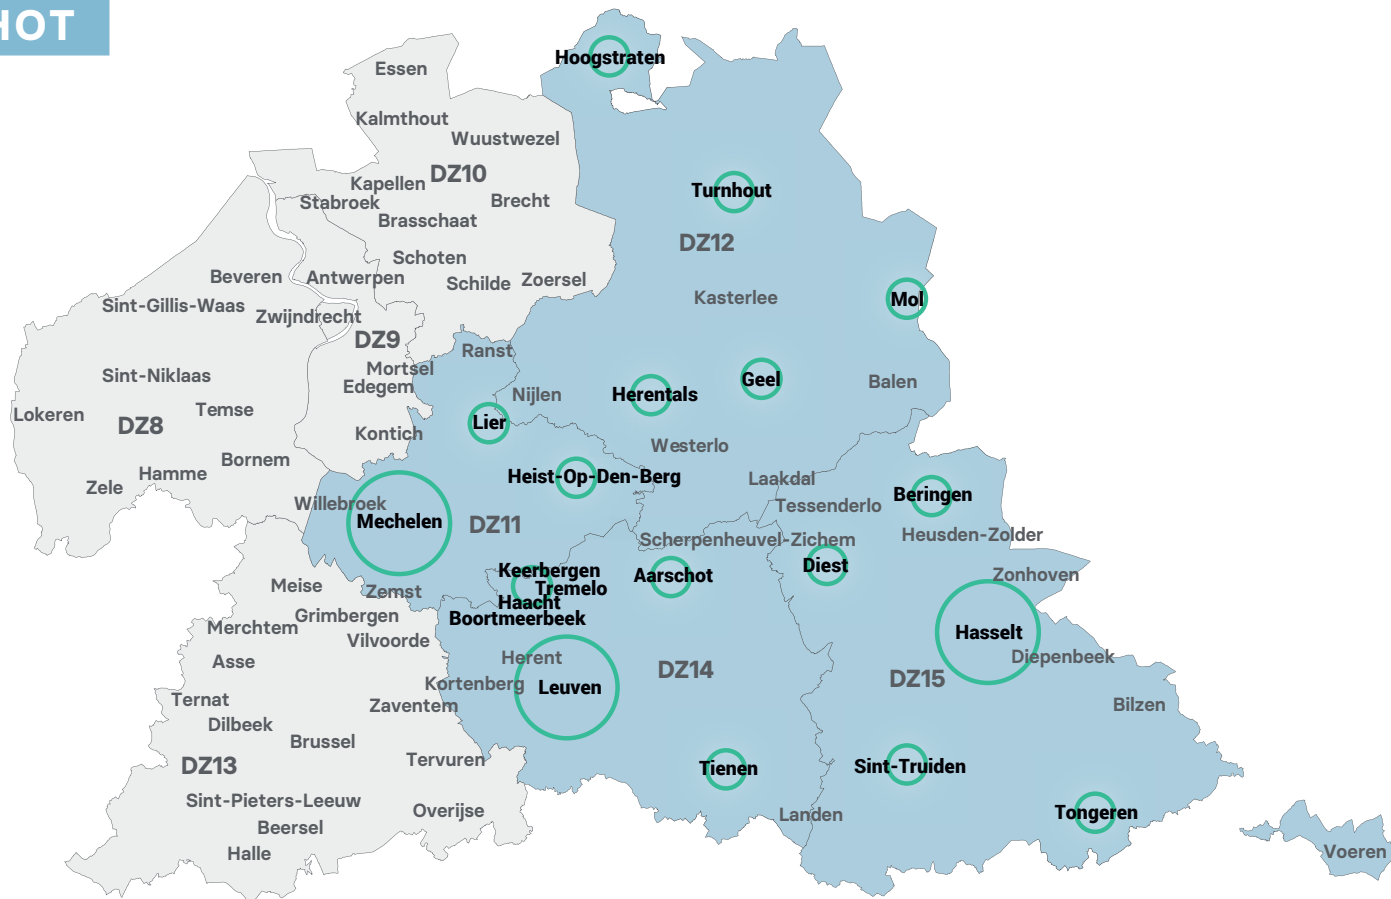 HOT
Hoogstraten
Essen
Kalmthout
Wuustwezel
DZ10
Kapellen
Stabroek
Brecht
Brasschaat
Turnhout
DZ12
Schoten
Beveren
Antwerpen
Schilde
Zoersel
Sint-Gillis-Waas
Zwijndrecht
Kasterlee
Mol
DZ9
Ranst
Mortsel
Edegem
Sint-Niklaas
Nijlen
Herentals
Geel
Balen
Lokeren
Temse
DZ8
Lier
Kontich
Westerlo
Bornem
Hamme
Zele
Heist-Op-Den-Berg
Laakdal
Willebroek
Tessenderlo
Beringen
Mechelen
DZ11
Scherpenheuvel-Zichem
Heusden-Zolder
Keerbergen
Aarschot
Diest
Zonhoven
Meise
Zemst
Tremelo
Haacht
Grimbergen
Boortmeerbeek
Merchtem
Vilvoorde
Hasselt
Asse
Herent
Diepenbeek
DZ14
Kortenberg
Leuven
DZ15
Ternat
Zaventem
Bilzen
Dilbeek
Brussel
DZ13
Tervuren
Tienen
Sint-Truiden
Sint-Pieters-Leeuw
Overijse
Landen
Tongeren
Beersel
Halle
Voeren